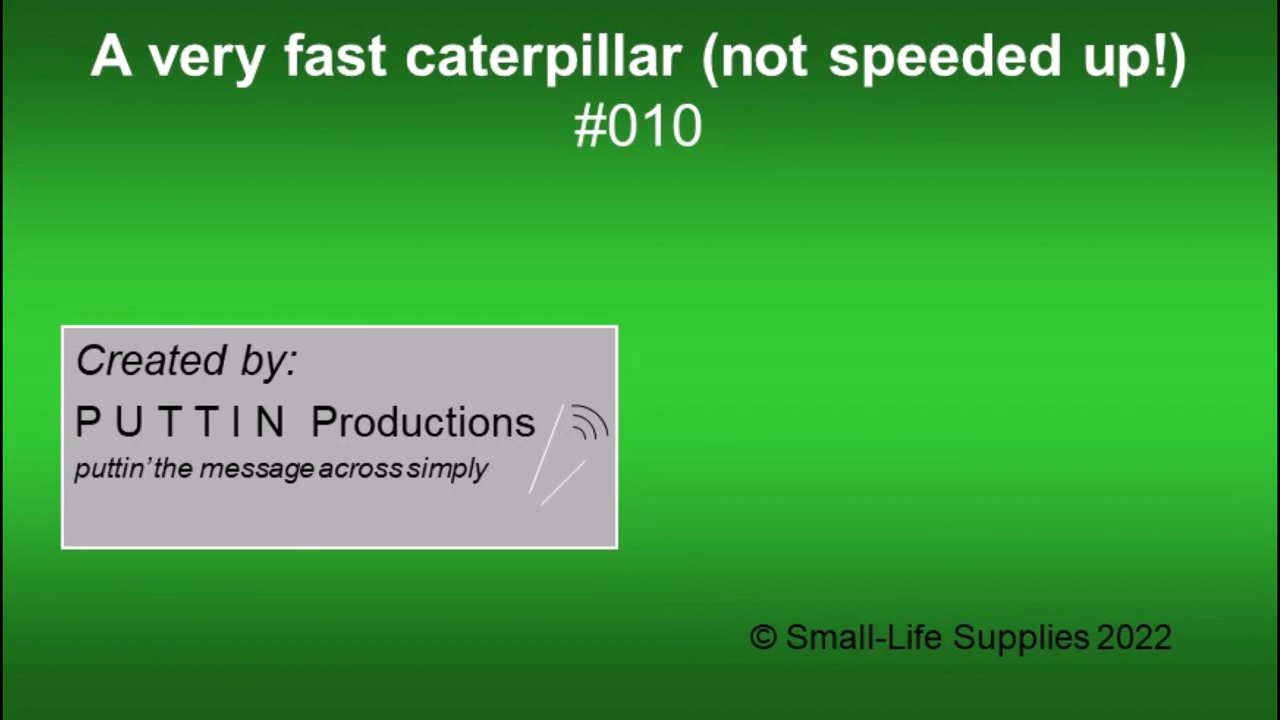 A very fast caterpillar (not speeded up!)
#010
Created by:
PUTTIN Productions
puttin' the message across simply
© Small-Life Supplies 2022